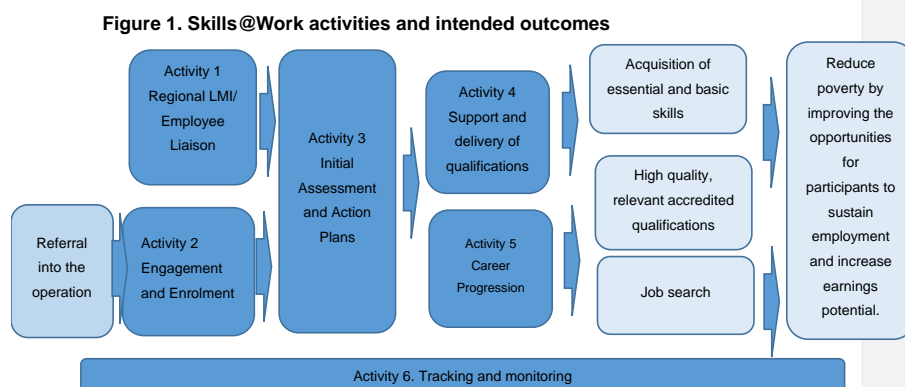 Figure 1. Skills@Work activities and intended outcomes
Activity 1
Regional LMI/
Employee
Liaison
Referral
into the
operation
Activity 2
Engagement
and Enrolment
Activity 3
Initial
Assessment
and Action
Plans
Activity 4
Support and
delivery of
qualifications
Activity 5
Career
Progression
Acquisition of
essential and basic
skills
High quality,
relevant accredited
qualifications
Job search
Reduce
poverty by
improving the
opportunities
for
participants to
sustain
employment
and increase
earnings
potential.
Activity 6. Tracking and monitoring